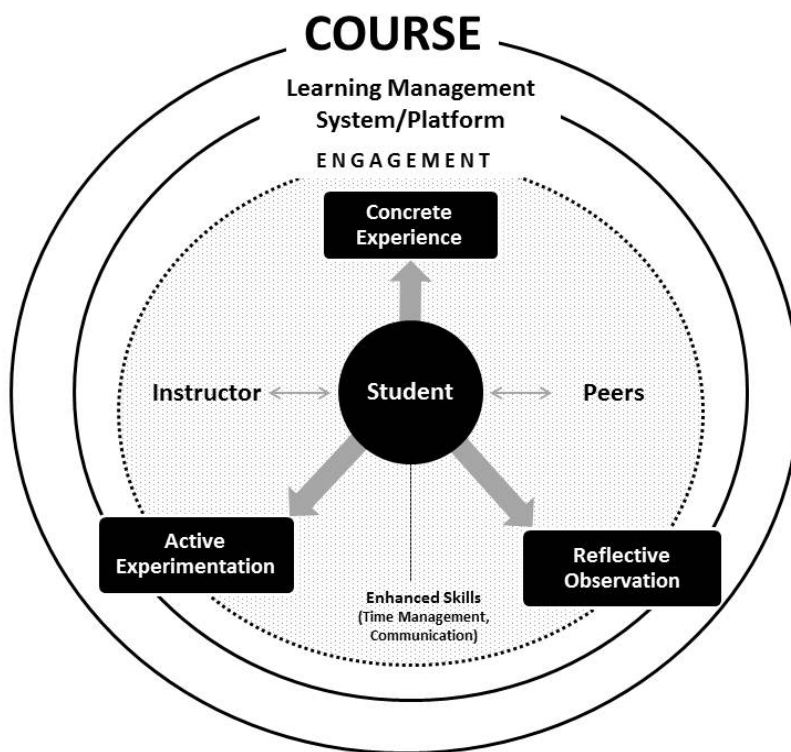 COURSE
Learning Management
System/Platform
ENGAGEMENT
Concrete
Experience
Instructor
Student
Peers
Active
Experimentation
Reflective
Observation
Enhanced Skills
(Time Management,
Communication)